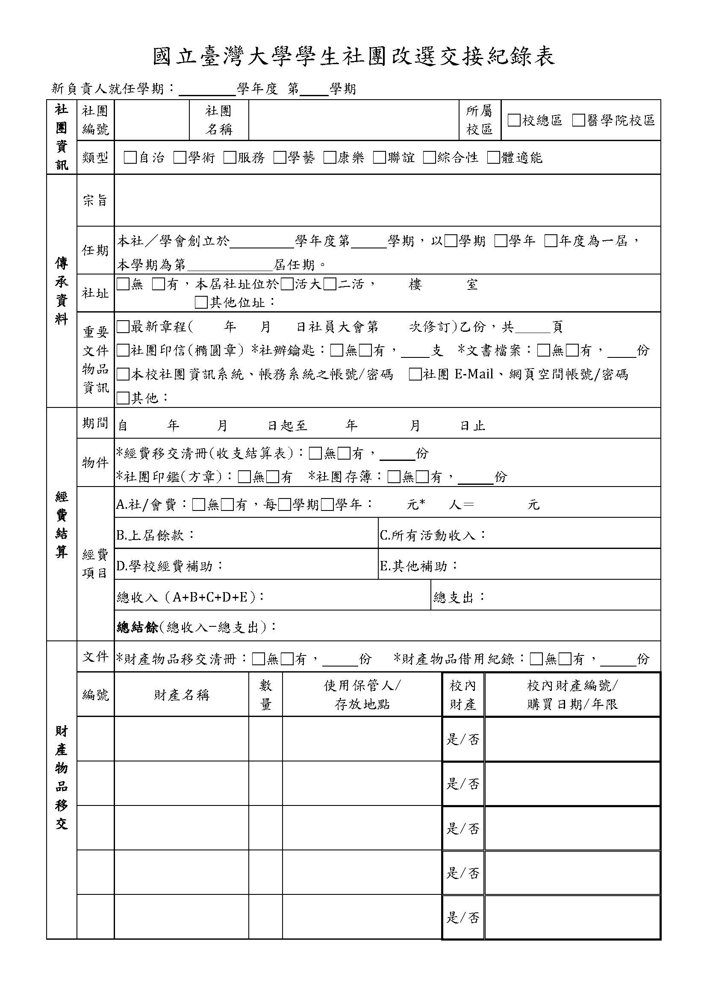 國立臺灣大學學生社團改選交接紀錄表
新負責人就任學期：________學年度 第____學期
社團資訊
社團編號
社團名稱
所屬校區
□校總區 □醫學院校區
類型
□自治 □學術 □服務 □學藝 □康樂 □聯誼 □綜合性 □體適能
傳承資料
宗旨
任期
本社／學會創立於_________學年度第_____學期，以□學期 □學年 □年度為一屆，
本學期為第____________屆任期。
社址
□無 □有，本屆社址位於□活大□二活， 樓 室
□其他位址：
重要文件物品資訊
□最新章程( 年 月 日社員大會第 次修訂)乙份，共_____頁
□社團印信(橢圓章) *社辦鑰匙：□無□有，____支 *文書檔案：□無□有，____份
□本校社團資訊系統、帳務系統之帳號/密碼 □社團 E-Mail、網頁空間帳號/密碼
□其他：
經費結算
期間
自 年 月 日起至 年 月 日止
物件
*經費移交清冊(收支結算表)：□無□有，_____份
*社團印鑑(方章)：□無□有 *社團存簿：□無□有，_____份
經費項目
A.社/會費：□無□有，每□學期□學年： 元* 人＝ 元
B.上屆餘款：
C.所有活動收入：
D.學校經費補助：
E.其他補助：
總收入（A+B+C+D+E）：
總支出：
總結餘(總收入−總支出)：
財產物品移交
文件
*財產物品移交清冊：□無□有，_____份 *財產物品借用紀錄：□無□有，_____份
編號
財產名稱
數量
使用保管人/
存放地點
校內財產
校內財產編號/
購買日期/年限
是/否
是/否
是/否
是/否
是/否